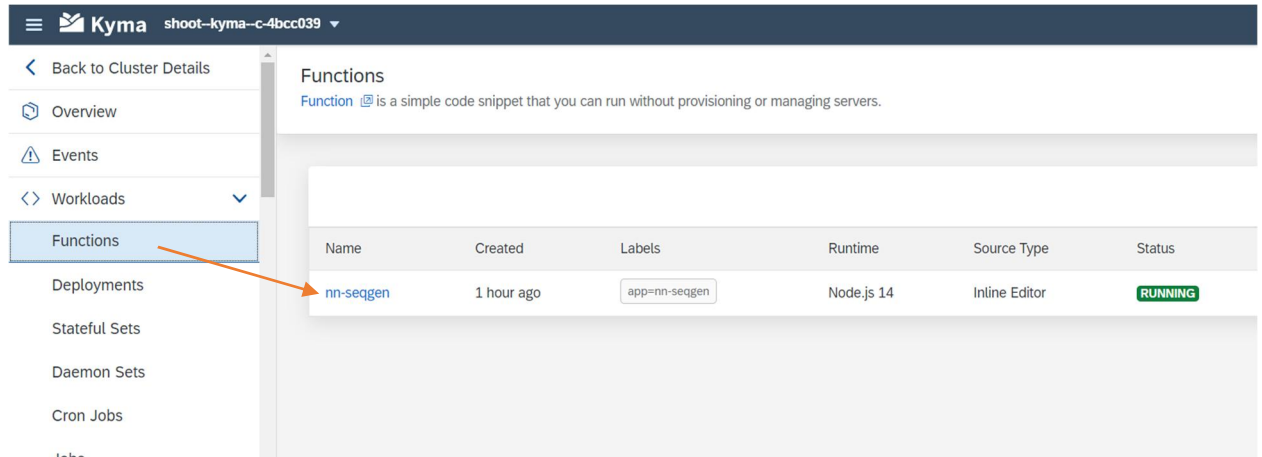 Kyma shoot--kyma--c-4bcc039
Back to Cluster Details
Overview
Events
Workloads
Functions
Deployments
Stateful Sets
Daemon Sets
Cron Jobs
Functions
Function is a simple code snippet that you can run without provisioning or managing servers.
Name Created Labels Runtime Source Type Status
nn-seqgen 1 hour ago app=nn-seqgen Node.js 14 Inline Editor RUNNING